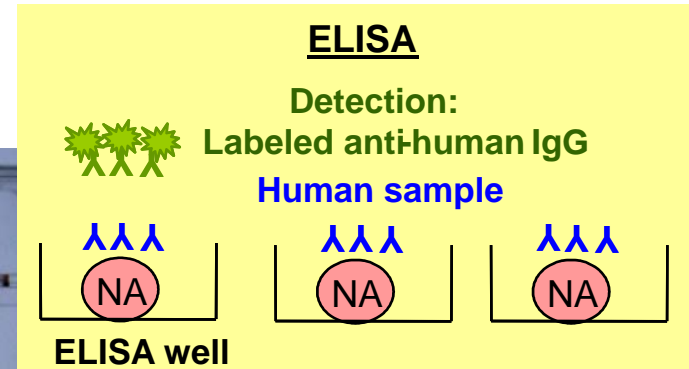 ELISA
Detection:
Labeled anti-human IgG
Human sample
NA NA NA
ELISA well